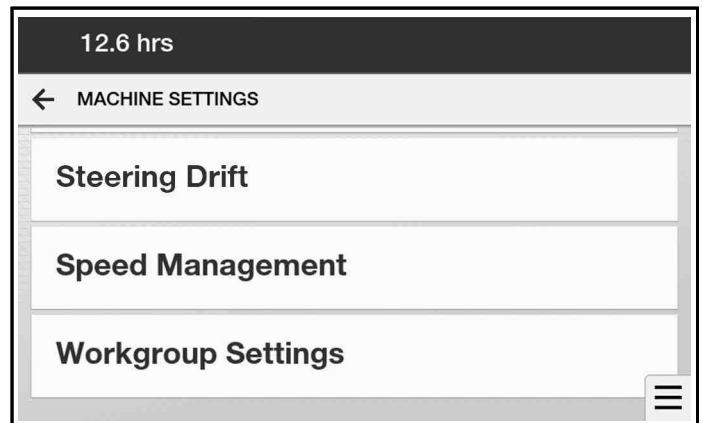 12.6 hrs
MACHINE SETTINGS
Steering Drift
Speed Management
Workgroup Settings